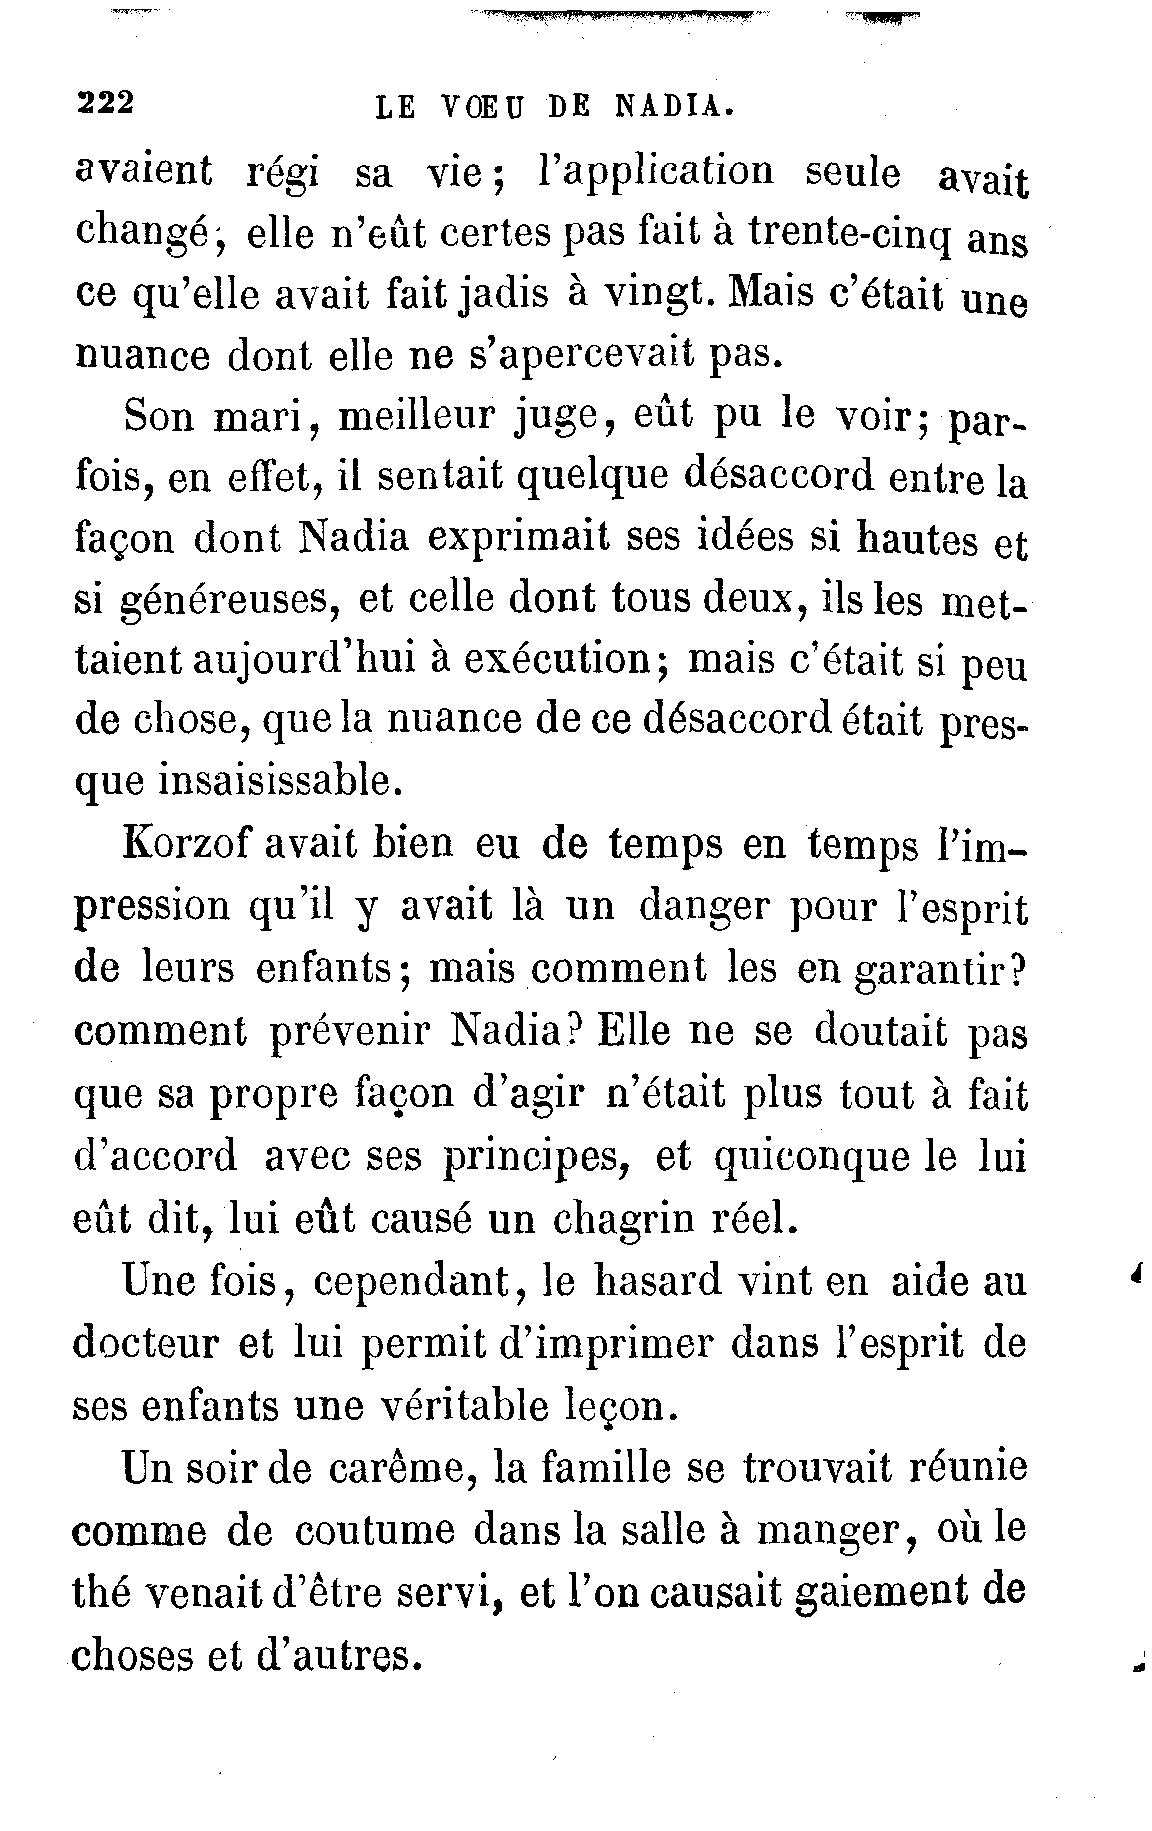 222 LE VŒU DE NADIA.
avaient régi sa vie ; l'application seule avait
changé ; elle n'eût certes pas fait à trente-cinq ans
ce qu'elle avait fait jadis à vingt. Mais c'était une
nuance dont elle ne s'apercevait pas.
Son mari, meilleur juge, eût pu le voir; par-
fois, en effet, il sentait quelque désaccord entre la
façon dont Nadia exprimait ses idées si hautes et
si généreuses, et celle dont tous deux, ils les met-
taient aujourd'hui à exécution; mais c'était si peu
de chose, que la nuance de ce désaccord était pres-
que insaisissable.
Korzof avait bien eu de temps en temps l'im-
pression qu'il y avait là un danger pour l'esprit
de leurs enfants; mais comment les en garantir?
comment prévenir Nadia? Elle ne se doutait pas
que sa propre façon d'agir n'était plus tout à fait
d'accord avec ses principes, et quiconque le lui
eût dit, lui eût causé un chagrin réel.
Une fois, cependant, le hasard vint en aide au
docteur et lui permit d'imprimer dans l'esprit de
ses enfants une véritable leçon.
Un soir de carême, la famille se trouvait réunie
comme de coutume dans la salle à manger, où le
thé venait d'être servi, et l'on causait gaiement de
choses et d'autres.